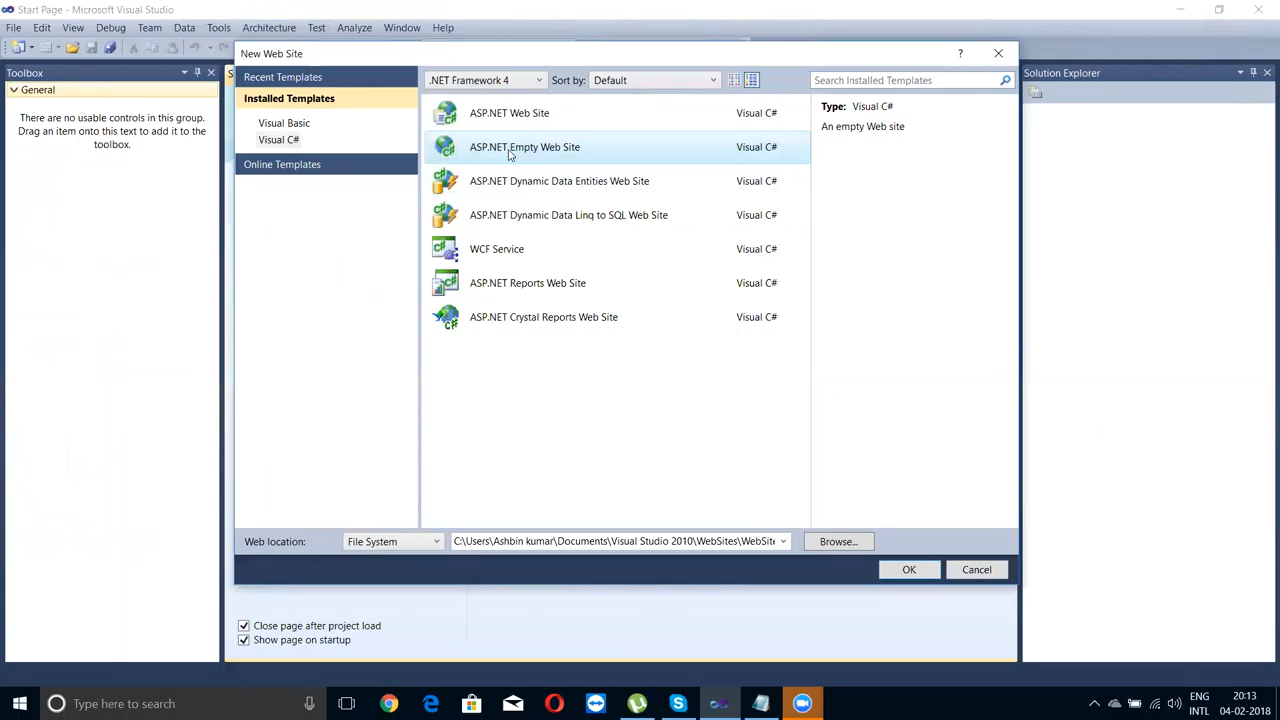 Start Page - Microsoft Visual Studio
File Edit View Debug Team Data Tools Architecture Test Analyze Window Help
Toolbox
General
There are no usable controls in this group. Drag an item onto this text to add it to the toolbox.
New Web Site
?
Recent Templates
Installed Templates
Visual Basic
Visual C#
Online Templates
.NET Framework 4
Sort by: Default
Search Installed Templates
ASP.NET Web Site Visual C#
ASP.NET Empty Web Site Visual C#
ASP.NET Dynamic Data Entities Web Site Visual C#
ASP.NET Dynamic Data Linq to SQL Web Site Visual C#
WCF Service Visual C#
ASP.NET Reports Web Site Visual C#
ASP.NET Crystal Reports Web Site Visual C#
Type: Visual C#
An empty Web site
Web location: File System C:\Users\Ashbin kumar\Documents\Visual Studio 2010\WebSites\WebSite Browse...
OK Cancel
Close page after project load
Show page on startup
Solution Explorer
Type here to search
ENG
INTL
20:13
04-02-2018